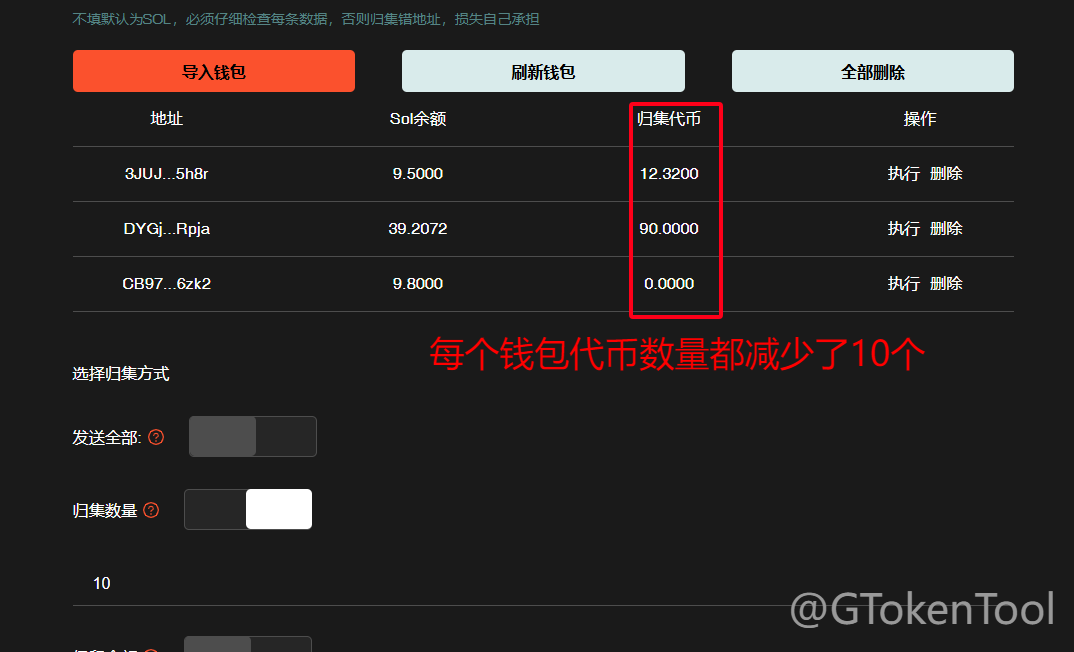 不填默认为SOL，必须仔细检查每条数据，否则归集错地址，损失自己承担
导入钱包 刷新钱包 全部删除
地址 Sol余额 归集代币 操作
3JUJ...5h8r 9.5000 12.3200 执行 删除
DYGj...Rpja 39.2072 90.0000 执行 删除
CB97...6zk2 9.8000 0.0000 执行 删除
每个钱包代币数量都减少了10个
选择归集方式
发送全部: ?
归集数量 ?
10
@GTokenTool